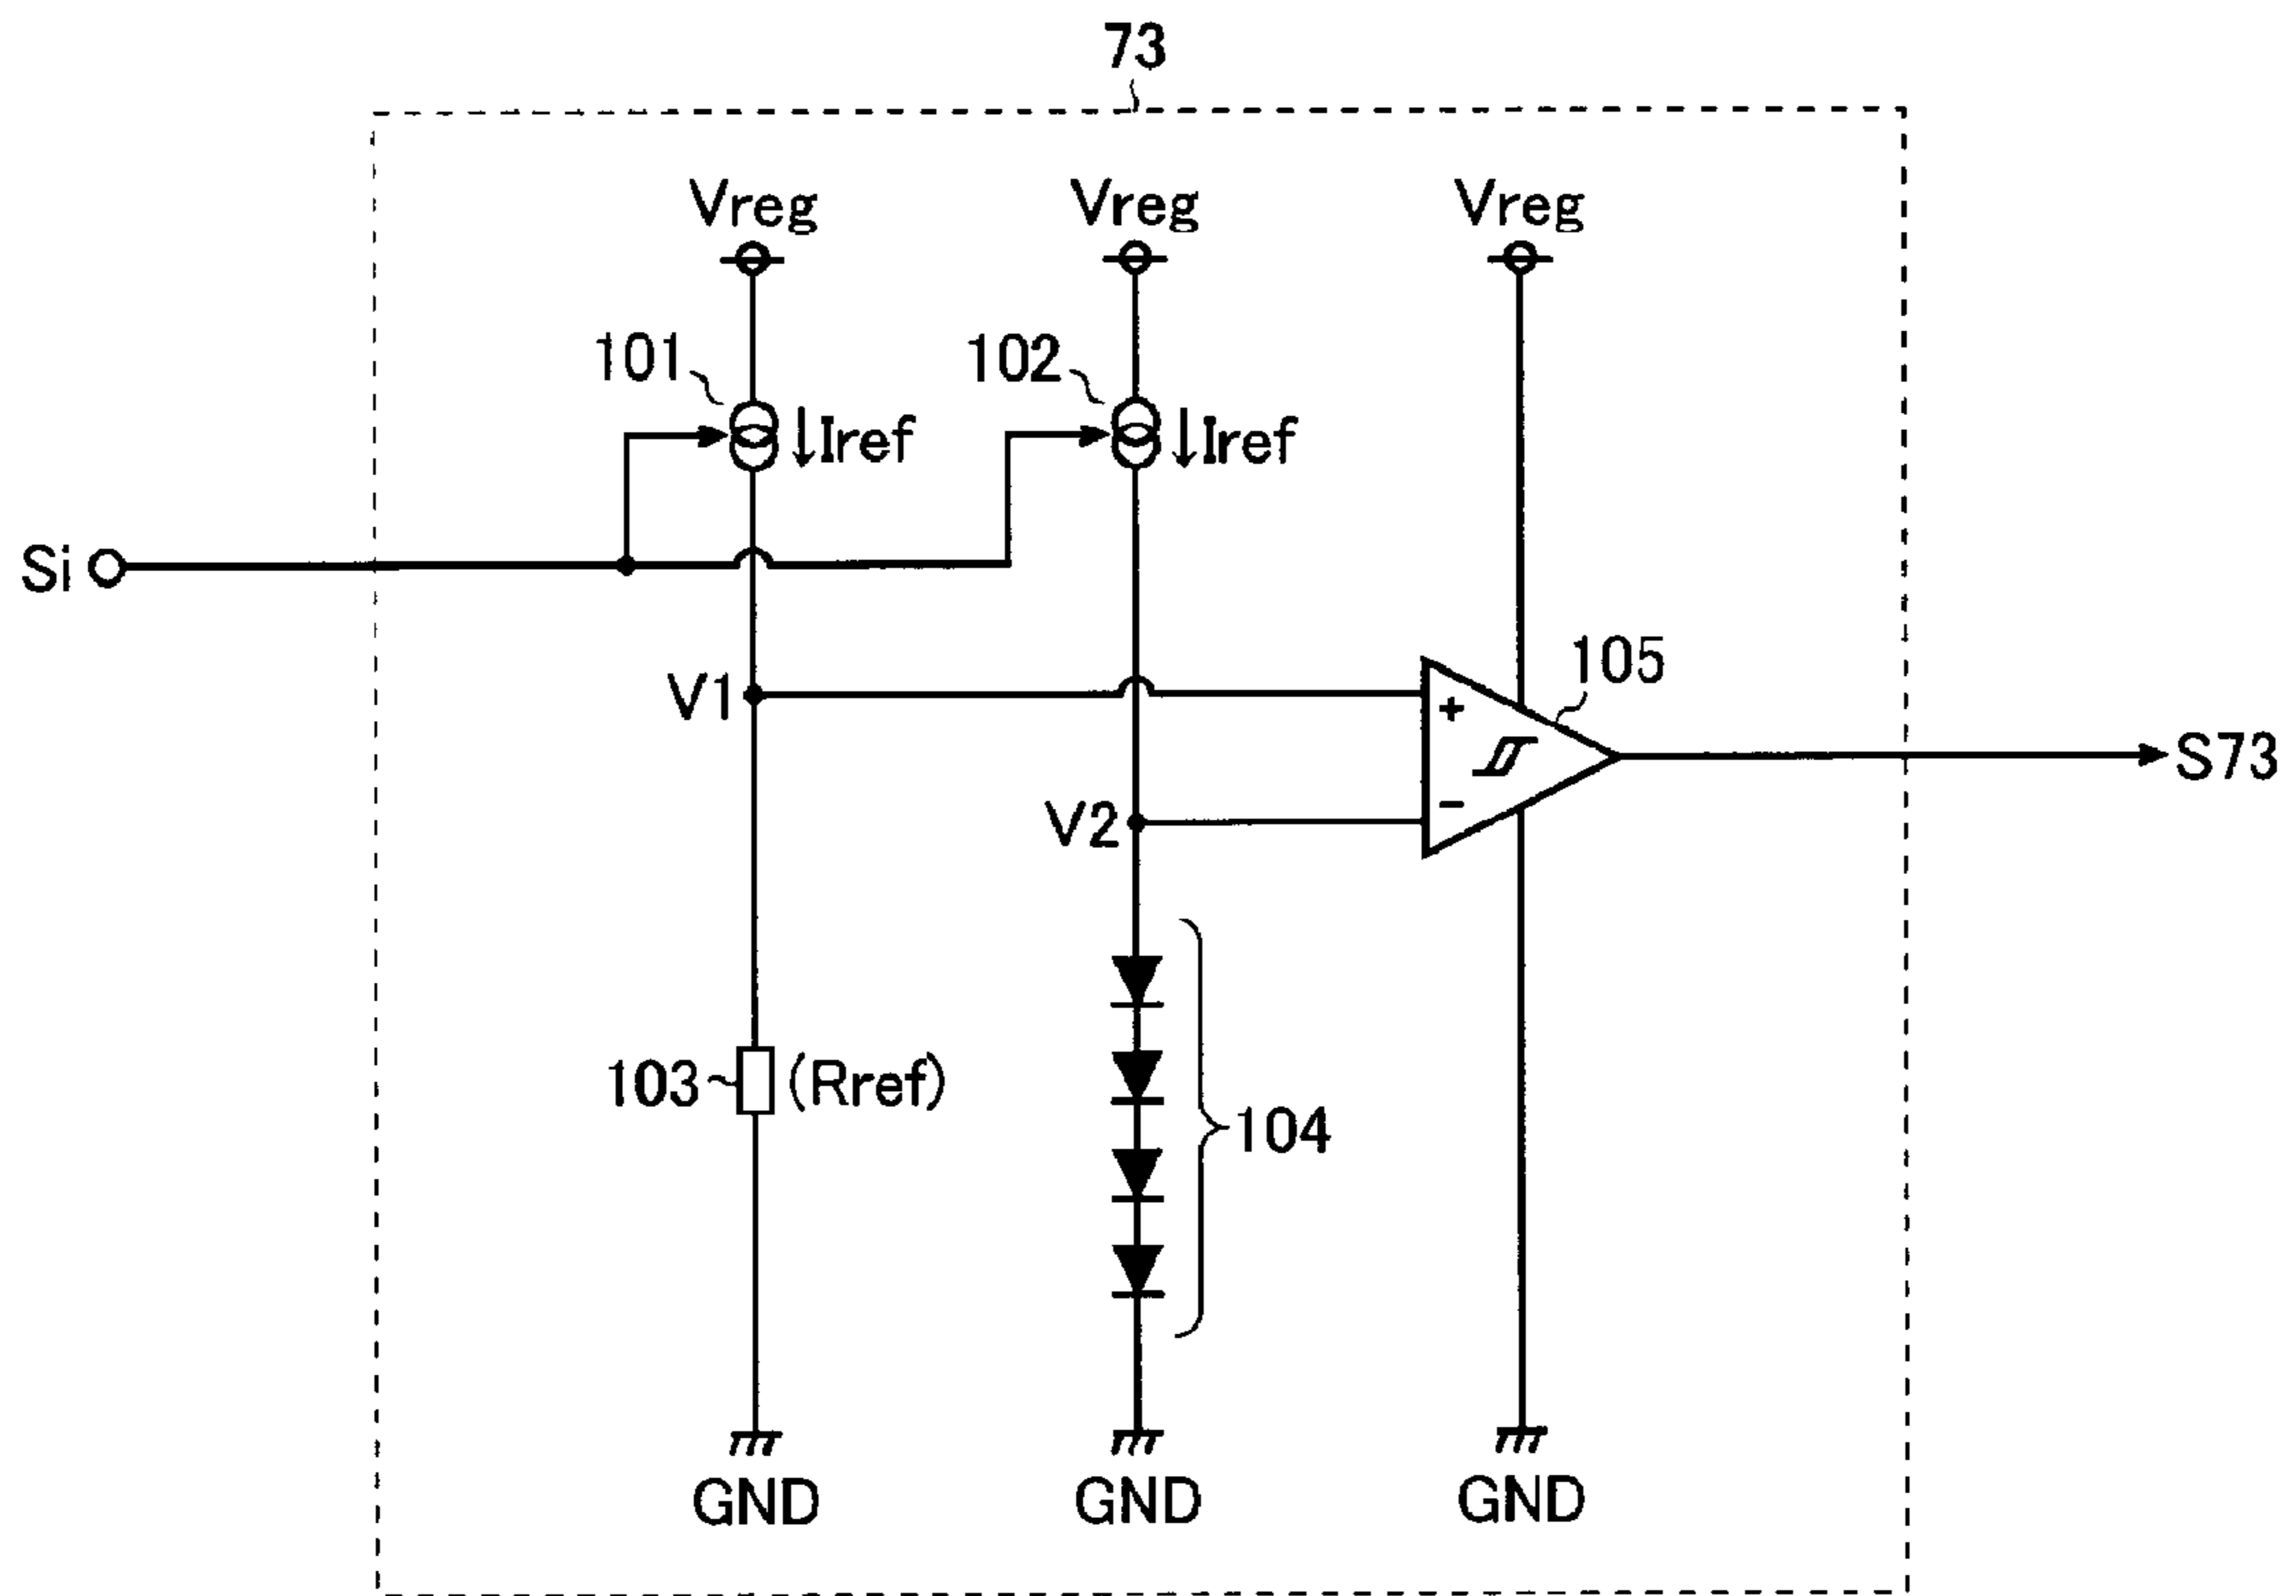 73
Vreg
Vreg
Vreg
101
Iref
102
Iref
Si
V1
105
+
S73
-
V2
103
(Rref)
104
GND
GND
GND